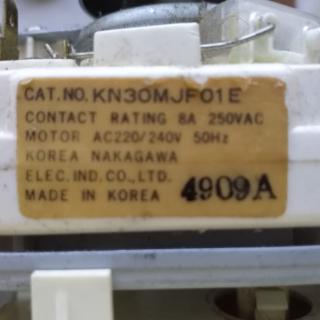 CAT.NO.KN30MJF01E
CONTACT RATING 8A 250VAC
MOTOR AC220/240V 50Hz
KOREA NAKAGAWA
ELEC.IND.CO.,LTD.
MADE IN KOREA 4909A